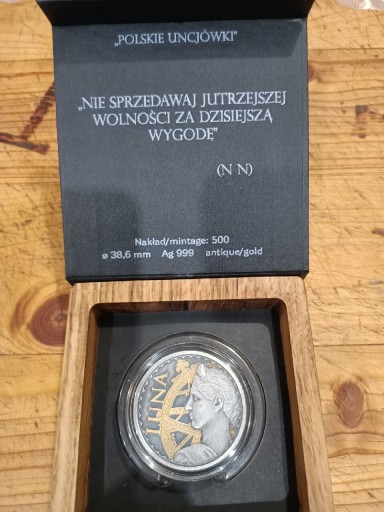 „POLSKIE UNCJÓWKI"
„NIE SPRZEDAWAJ JUTRZEJSZEJ
WOLNOŚCI ZA DZISIEJSZĄ
WYGODĘ"
(N N)
Nakład/mintage: 500
ø 38,6 mm Ag 999 antique/gold
LUNA